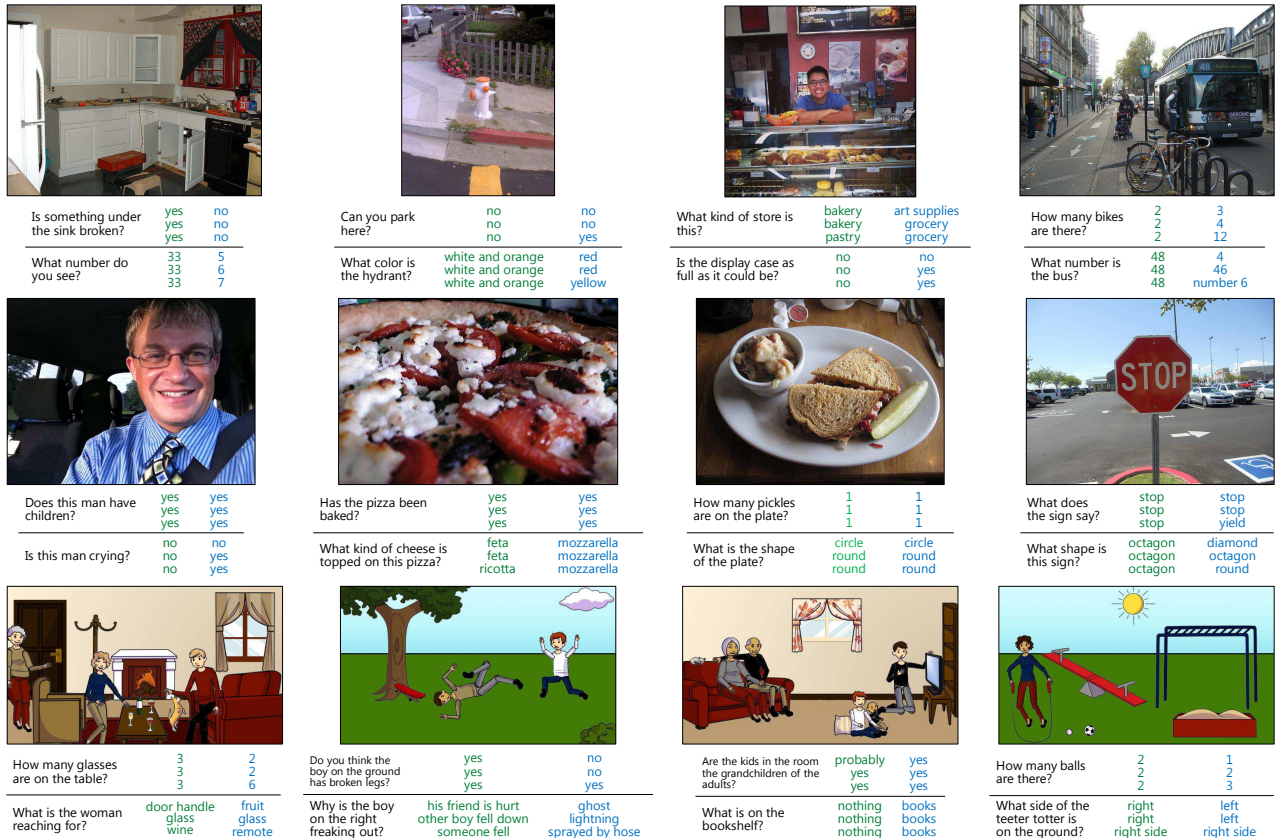 Is something under
the sink broken?
yes no
yes no
yes no
What number do
you see?
33 5
33 6
33 7
Can you park
here?
no no
no no
no yes
What color is
the hydrant?
white and orange red
white and orange red
white and orange yellow
What kind of store is
this?
bakery art supplies
bakery grocery
pastry grocery
Is the display case as
full as it could be?
no no
no yes
no yes
48
How many bikes
are there?
2 3
2 4
2 12
What number is
the bus?
48 4
48 46
48 number 6
Does this man have
children?
yes yes
yes yes
yes yes
Is this man crying?
no no
no yes
no yes
Has the pizza been
baked?
yes yes
yes yes
yes yes
What kind of cheese is
topped on this pizza?
feta mozzarella
feta mozzarella
ricotta mozzarella
How many pickles
are on the plate?
1 1
1 1
1 1
What is the shape
of the plate?
circle circle
round round
round round
STOP
What does
the sign say?
stop stop
stop stop
stop yield
What shape is
this sign?
octagon diamond
octagon octagon
octagon round
How many glasses
are on the table?
3 2
3 2
3 6
What is the woman
reaching for?
door handle fruit
glass glass
wine remote
Do you think the
boy on the ground
has broken legs?
yes no
yes no
yes yes
Why is the boy
on the right
freaking out?
his friend is hurt ghost
other boy fell down lightning
someone fell sprayed by hose
Are the kids in the room
the grandchildren of the
adults?
probably yes
yes yes
yes yes
What is on the
bookshelf?
nothing books
nothing books
nothing books
How many balls
are there?
2 1
2 2
2 3
What side of the
teeter totter is
on the ground?
right left
right left
right side right side